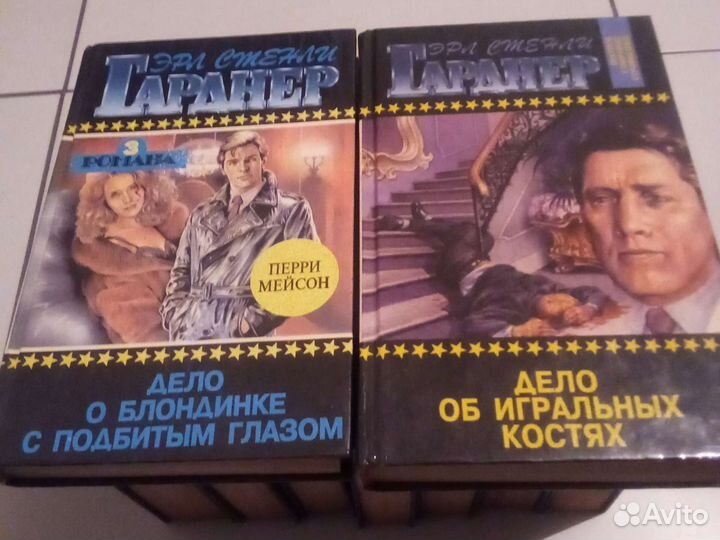 ЭРЛ СТЕНЛИ
ГАРДНЕР
3
РОМАНА
ПЕРРИ
МЕЙСОН
ДЕЛО
О БЛОНДИНКЕ
С ПОДБИТЫМ ГЛАЗОМ
ЭРЛ СТЕНЛИ
ГАРДНЕР
ДЕЛО
ОБ ИГРАЛЬНЫХ
КОСТЯХ
Avito